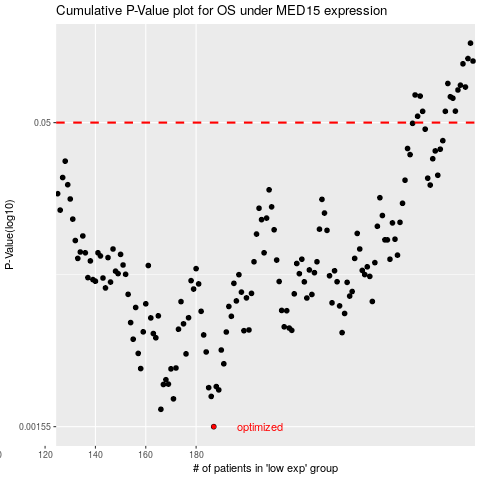 Cumulative P-Value plot for OS under MED15 expression
P-Value(log10)
0.05
0.00155
optimized
0 120 140 160 180
# of patients in 'low exp' group